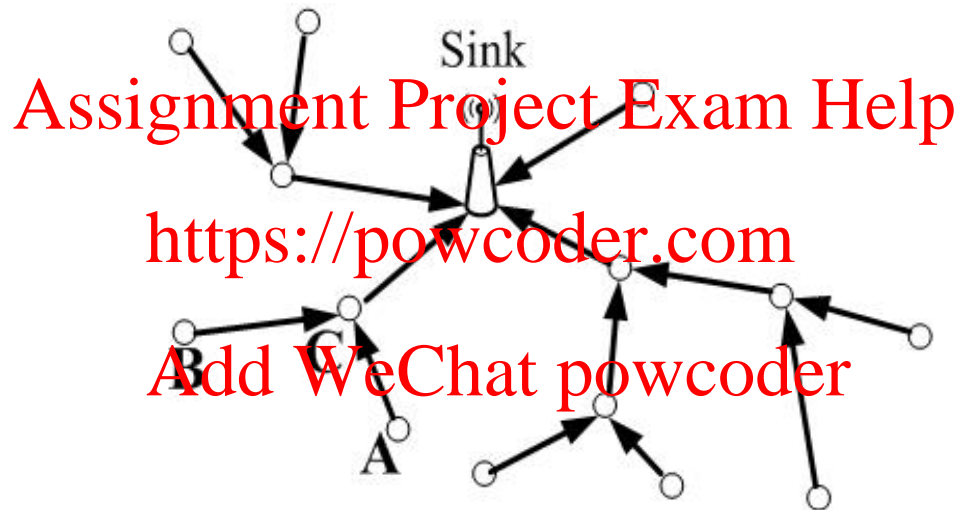 Sink
Assignment Project Exam Help
https://powcoder.com
B
C
Add WeChat powcoder
A